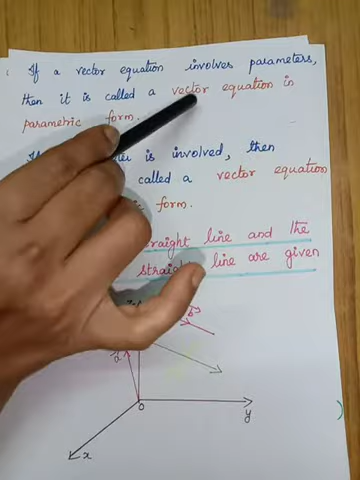 If a vector equation involves parameters,
then it is called a vector equation in
parametric form.
is involved, then
called a vector equation
form.
straight line and the
straight line are given
b
a
O
y
x